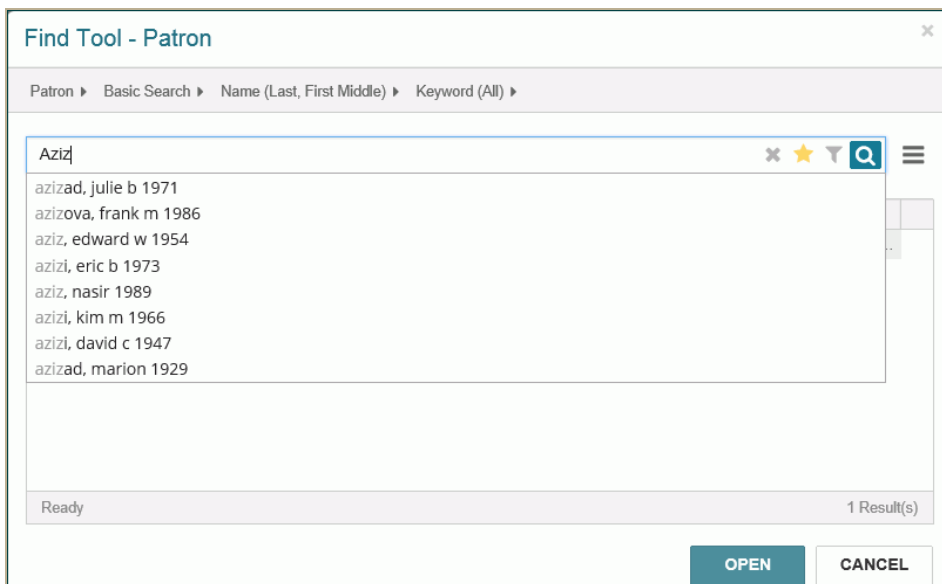 Find Tool - Patron
Patron Basic Search Name (Last, First Middle) Keyword (All)
Aziz
azizad, julie b 1971
azizova, frank m 1986
aziz, edward w 1954
azizi, eric b 1973
aziz, nasir 1989
azizi, kim m 1966
azizi, david c 1947
azizad, marion 1929
Ready 1 Result(s)
OPEN CANCEL